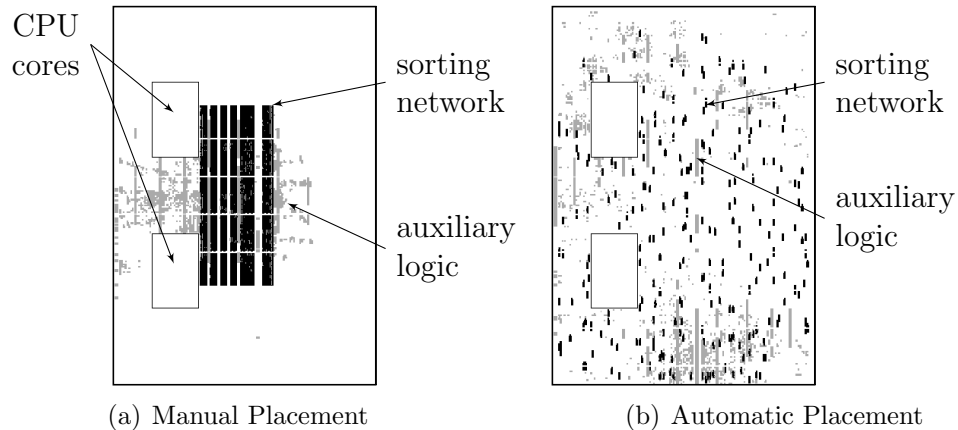 CPU
cores
sorting
network
auxiliary
logic
(a) Manual Placement
sorting
network
auxiliary
logic
(b) Automatic Placement